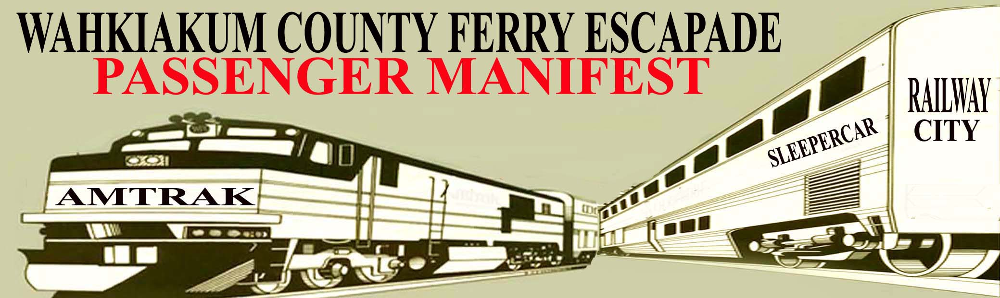 WAHKIAKUM COUNTY FERRY ESCAPADE
PASSENGER MANIFEST
RAILWAY
CITY
SLEEPERCAR
AMTRAK